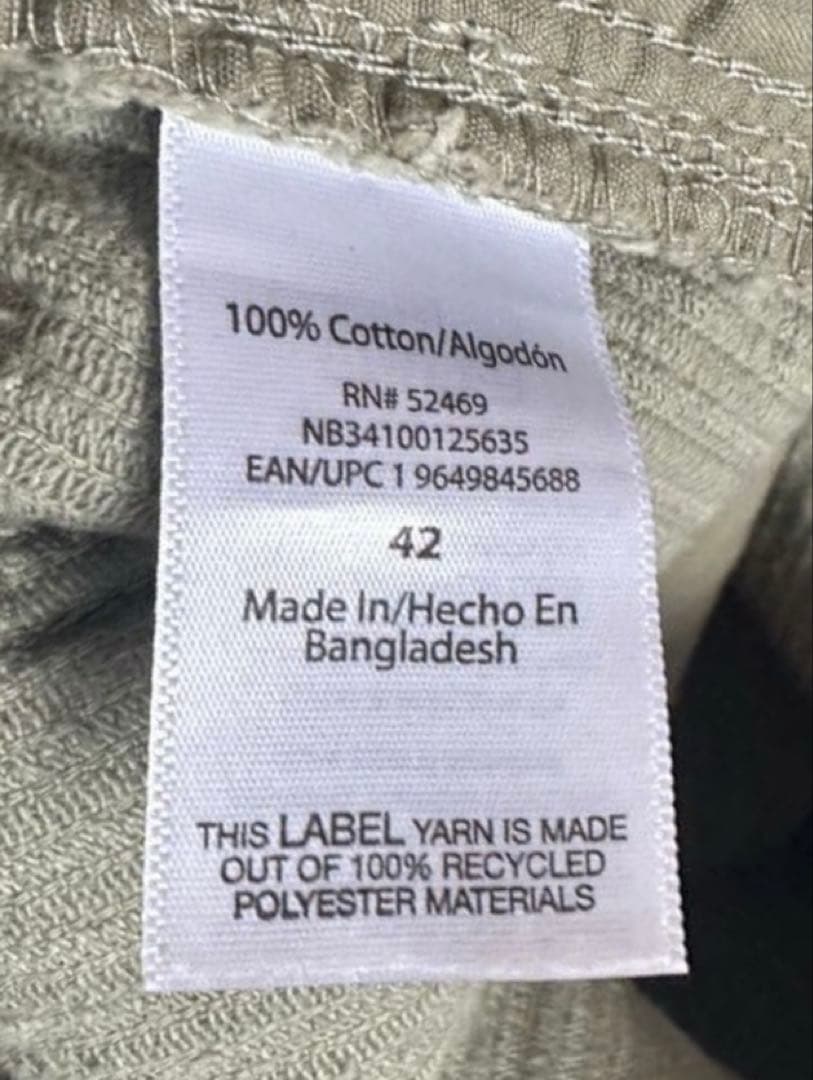 100% Cotton/Algodón
RN# 52469
NB34100125635
EAN/UPC 1 9649845688
42
Made In/Hecho En
Bangladesh
THIS LABEL YARN IS MADE
OUT OF 100% RECYCLED
POLYESTER MATERIALS